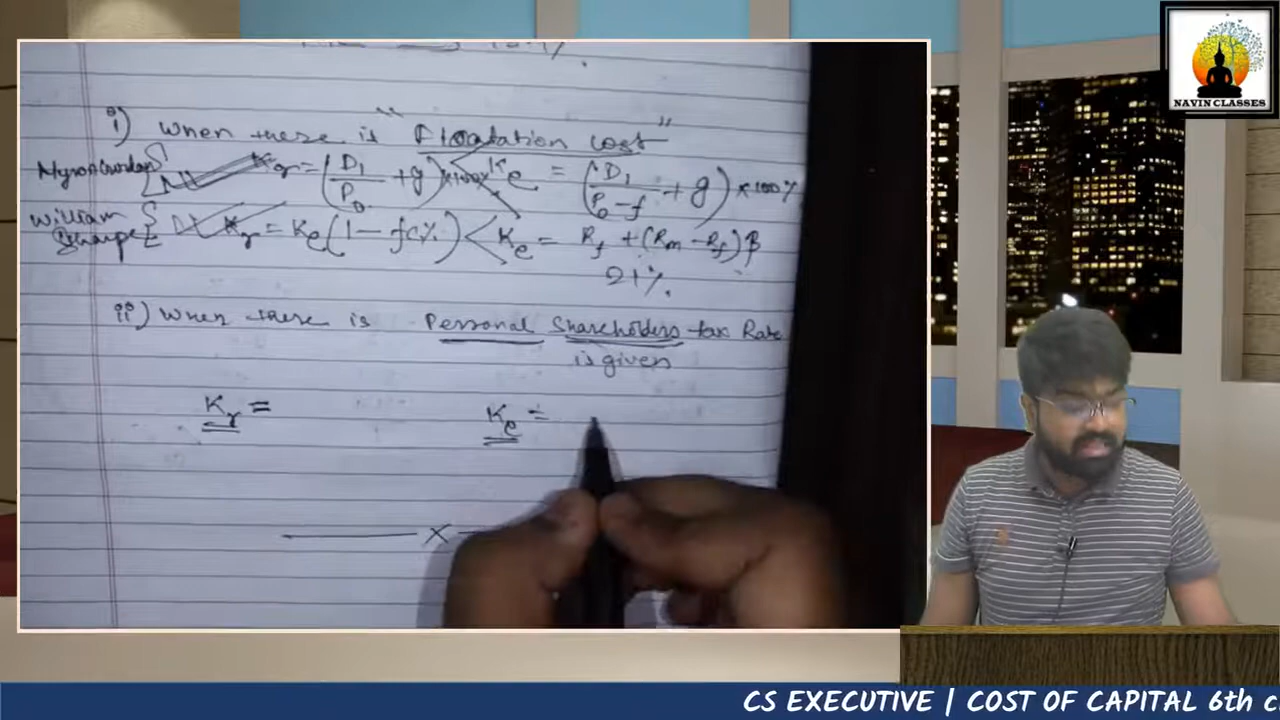 i) When there is "Floatation cost"
Myron Gordon Kr = (D1/P0 + g) x100% Ke = (D1/P0-f + g) x 100%
William Sharpe Kr = Ke(1 - fc%) Ke = Rf + (Rm - Rf) β
21%.
ii) When there is Personal Shareholders tax Rate
is given
Kr = Ke =
X
NAVIN CLASSES
CS EXECUTIVE | COST OF CAPITAL 6th c